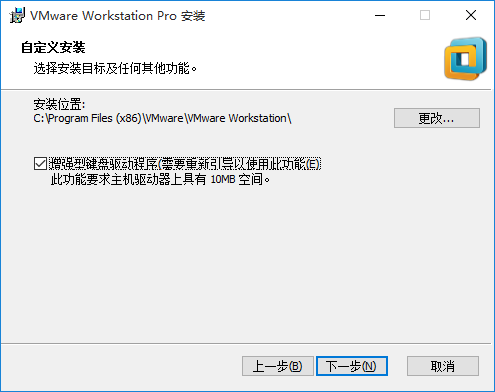 VMware Workstation Pro 安装
自定义安装
选择安装目标及任何其他功能。
安装位置:
C:\Program Files (x86)\VMware\VMware Workstation\
更改...
增强型键盘驱动程序(需要重新引导以使用此功能(E)
此功能要求主机驱动器上具有 10MB 空间。
上一步(B)
下一步(N)
取消